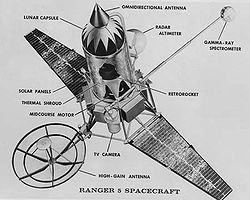 OMNIDIRECTIONAL ANTENNA
LUNAR CAPSULE
RADAR
ALTIMETER
GAMMA-RAY
SPECTROMETER
SOLAR PANELS
THERMAL SHROUD
MIDCOURSE MOTOR
RETROROCKET
TV CAMERA
HIGH-GAIN ANTENNA
RANGER 5 SPACECRAFT